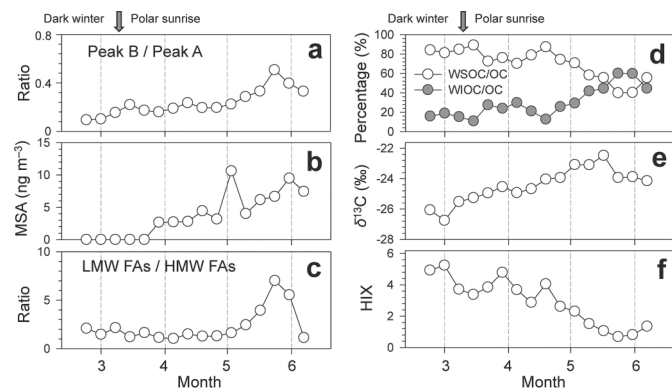 Dark winter Polar sunrise
0.8
0.4
0.0
Ratio
Peak B / Peak A
a
15
10
5
0
MSA (ng m⁻³)
b
10
5
0
Ratio
LMW FAs / HMW FAs
c
3 4 5 6
Month
Dark winter Polar sunrise
100
80
60
40
20
0
Percentage (%)
WSOC/OC
WIOC/OC
d
-22
-24
-26
-28
δ¹³C (‰)
e
6
4
2
0
HIX
f
3 4 5 6
Month